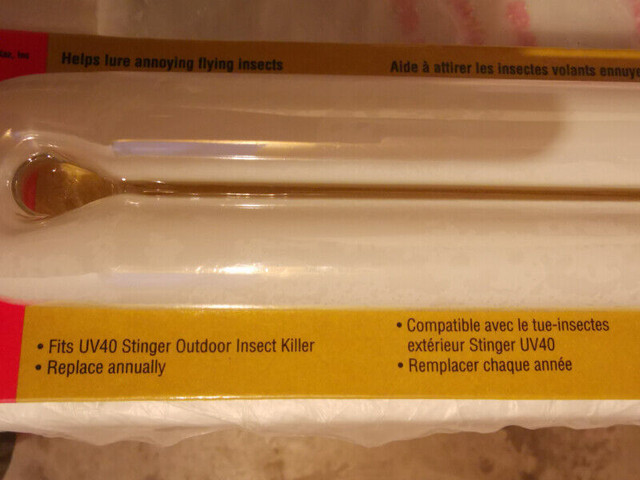 Helps lure annoying flying insects
Aide à attirer les insectes volants
• Fits UV40 Stinger Outdoor Insect Killer
• Replace annually
• Compatible avec le tue-insectes
extérieur Stinger UV40
• Remplacer chaque année